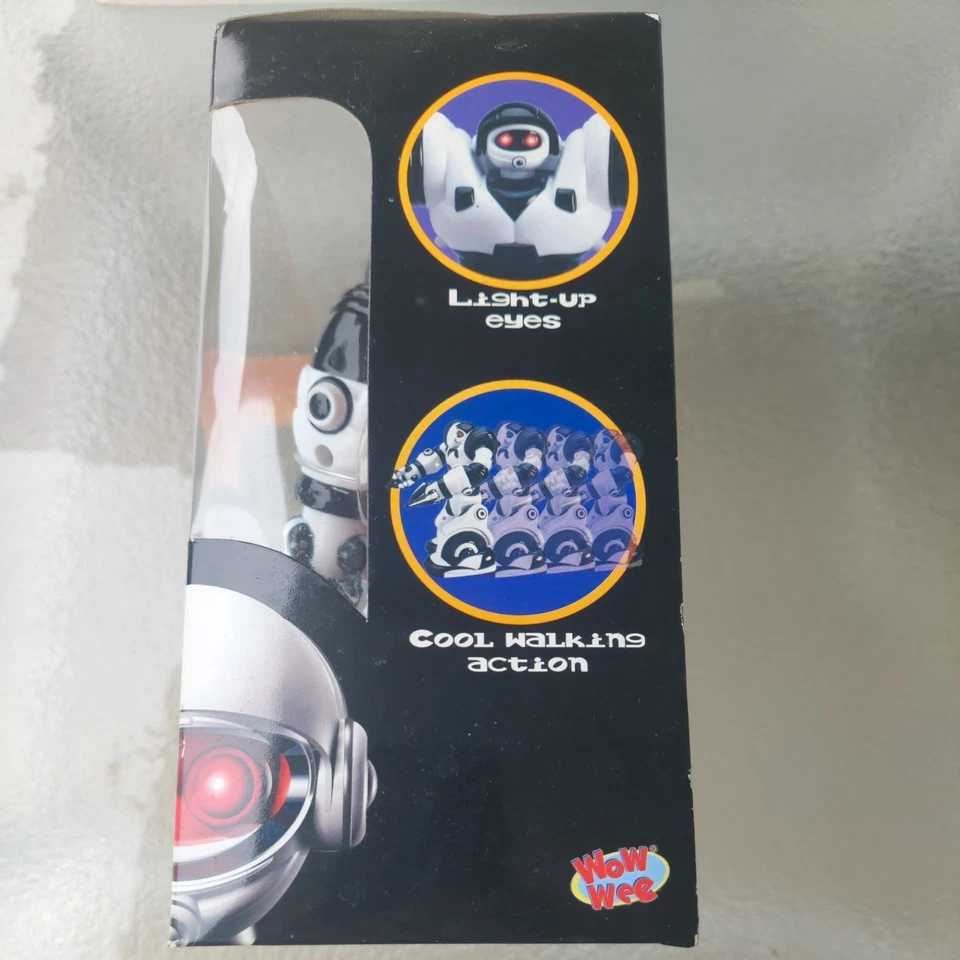 Light-up
eyes
Cool walking
action
WoW
Wee